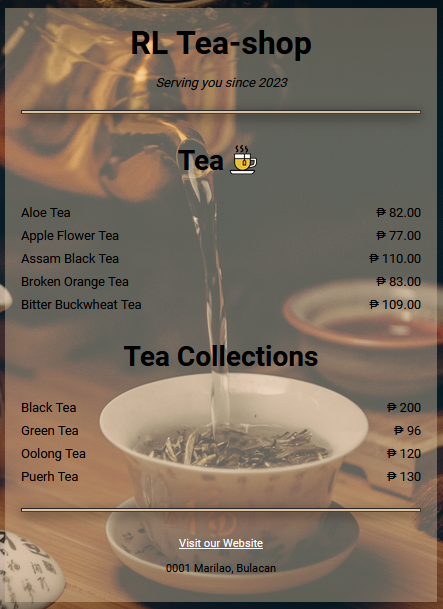 RL Tea-shop
Serving you since 2023
Tea
Aloe Tea ₱ 82.00
Apple Flower Tea ₱ 77.00
Assam Black Tea ₱ 110.00
Broken Orange Tea ₱ 83.00
Bitter Buckwheat Tea ₱ 109.00
Tea Collections
Black Tea ₱ 200
Green Tea ₱ 96
Oolong Tea ₱ 120
Puerh Tea ₱ 130
Visit our Website
0001 Marilao, Bulacan